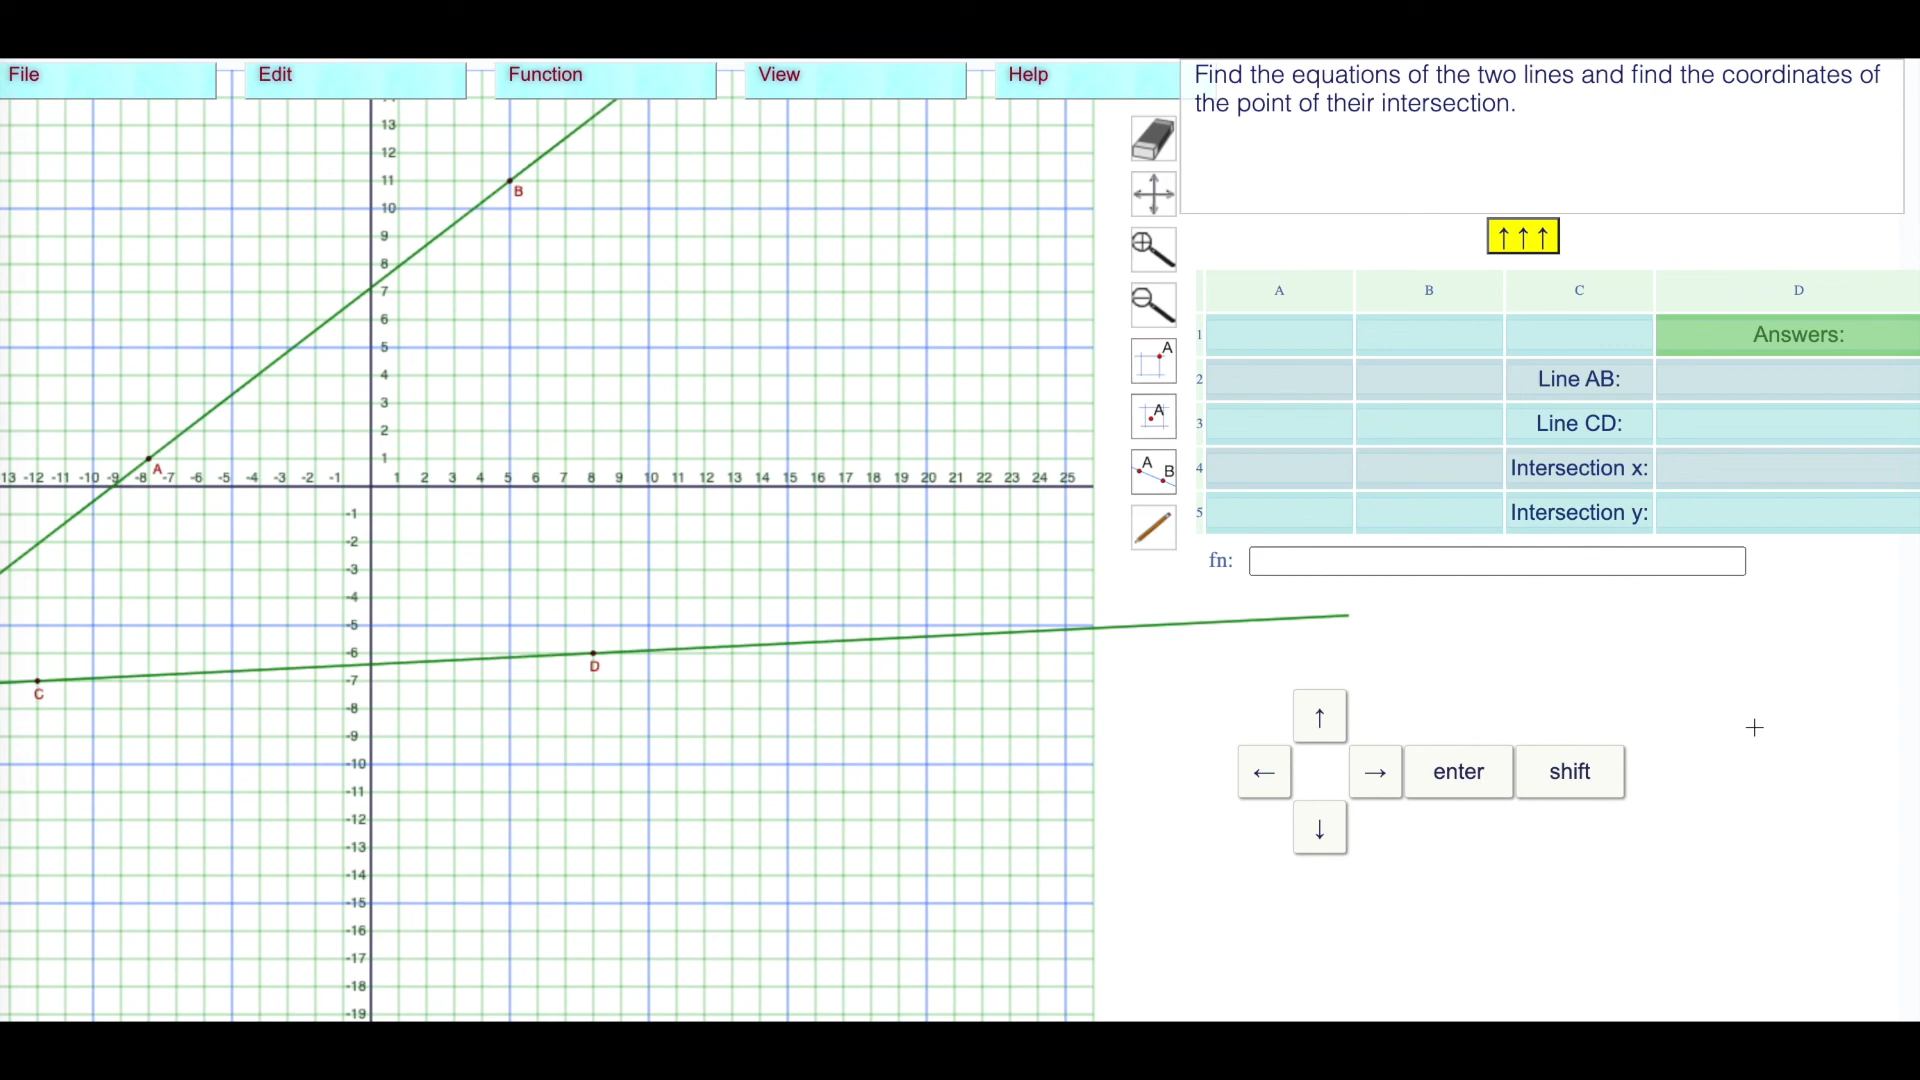 File Edit Function View Help
Find the equations of the two lines and find the coordinates of
the point of their intersection.
↑↑↑
A B C D
1 Answers:
2 Line AB:
3 Line CD:
4 Intersection x:
5 Intersection y:
fn:
↑
← → enter shift
↓
13
12
11
10
9
8
7
6
5
4
3
2
1
13 -12 -11 -10 -9 -8 -7 -6 -5 -4 -3 -2 -1 1 2 3 4 5 6 7 8 9 10 11 12 13 14 15 16 17 18 19 20 21 22 23 24 25
-1
-2
-3
-4
-5
-6
-7
-8
-9
-10
-11
-12
-13
-14
-15
-16
-17
-18
-19
B
A
D
C
A
A
A B